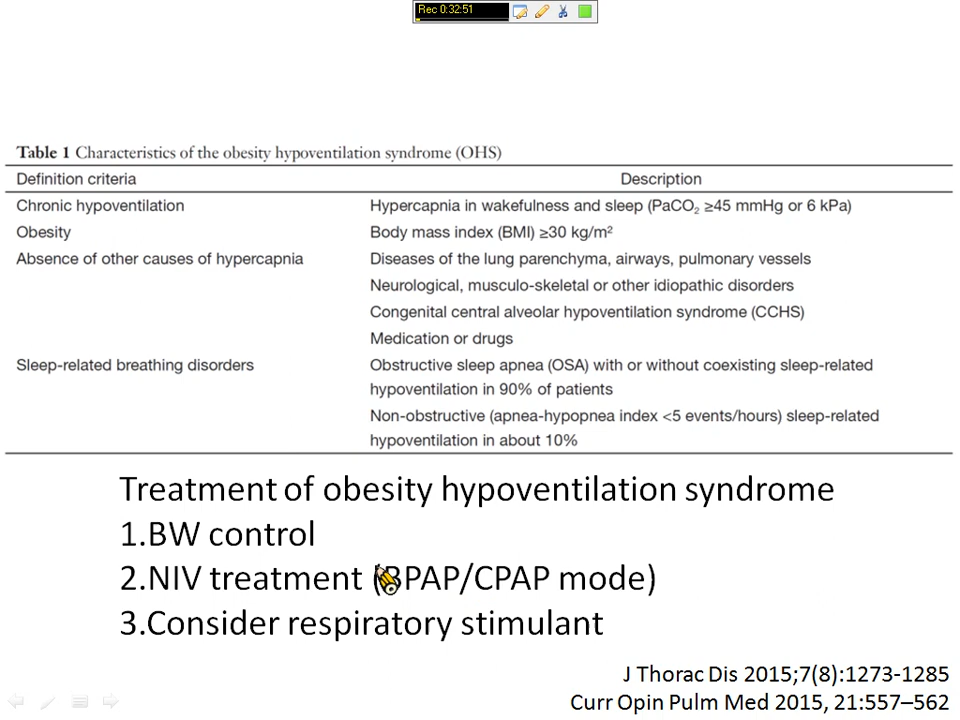 Rec 0:32:51
Table 1 Characteristics of the obesity hypoventilation syndrome (OHS)
Definition criteria Description
Chronic hypoventilation Hypercapnia in wakefulness and sleep (PaCO₂ ≥45 mmHg or 6 kPa)
Obesity Body mass index (BMI) ≥30 kg/m²
Absence of other causes of hypercapnia Diseases of the lung parenchyma, airways, pulmonary vessels
Neurological, musculo-skeletal or other idiopathic disorders
Congenital central alveolar hypoventilation syndrome (CCHS)
Medication or drugs
Sleep-related breathing disorders Obstructive sleep apnea (OSA) with or without coexisting sleep-related
hypoventilation in 90% of patients
Non-obstructive (apnea-hypopnea index <5 events/hours) sleep-related
hypoventilation in about 10%
Treatment of obesity hypoventilation syndrome
1.BW control
2.NIV treatment (BPAP/CPAP mode)
3.Consider respiratory stimulant
J Thorac Dis 2015;7(8):1273-1285
Curr Opin Pulm Med 2015, 21:557–562